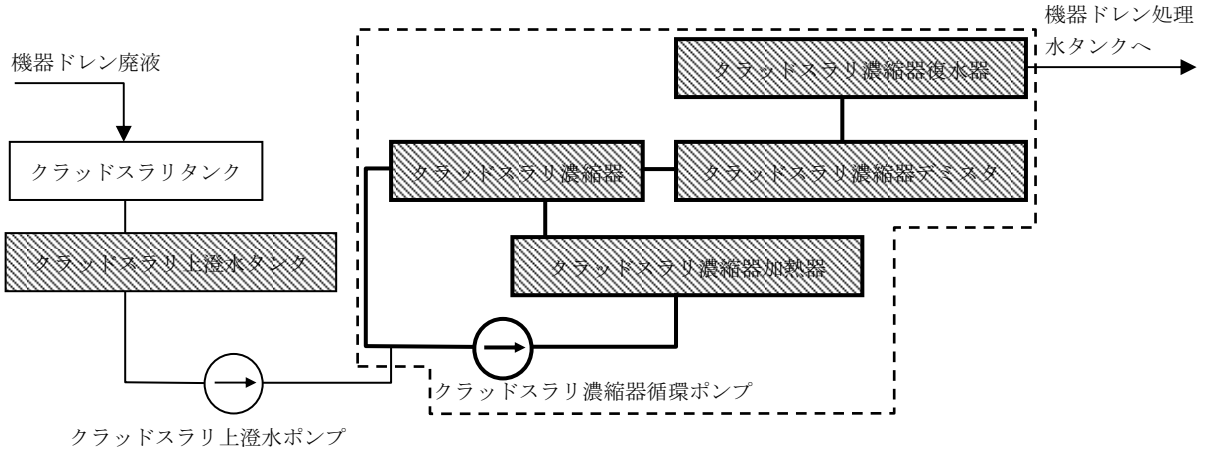 機器ドレン処理
水タンクへ
機器ドレン廃液
クラッドスラリ濃縮器復水器
クラッドスラリタンク
クラッドスラリ濃縮器
クラッドスラリ濃縮器デミスタ
クラッドスラリ上澄水タンク
クラッドスラリ濃縮器加熱器
クラッドスラリ濃縮器循環ポンプ
クラッドスラリ上澄水ポンプ